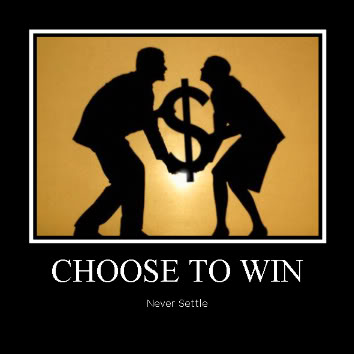 $
CHOOSE TO WIN
Never Settle